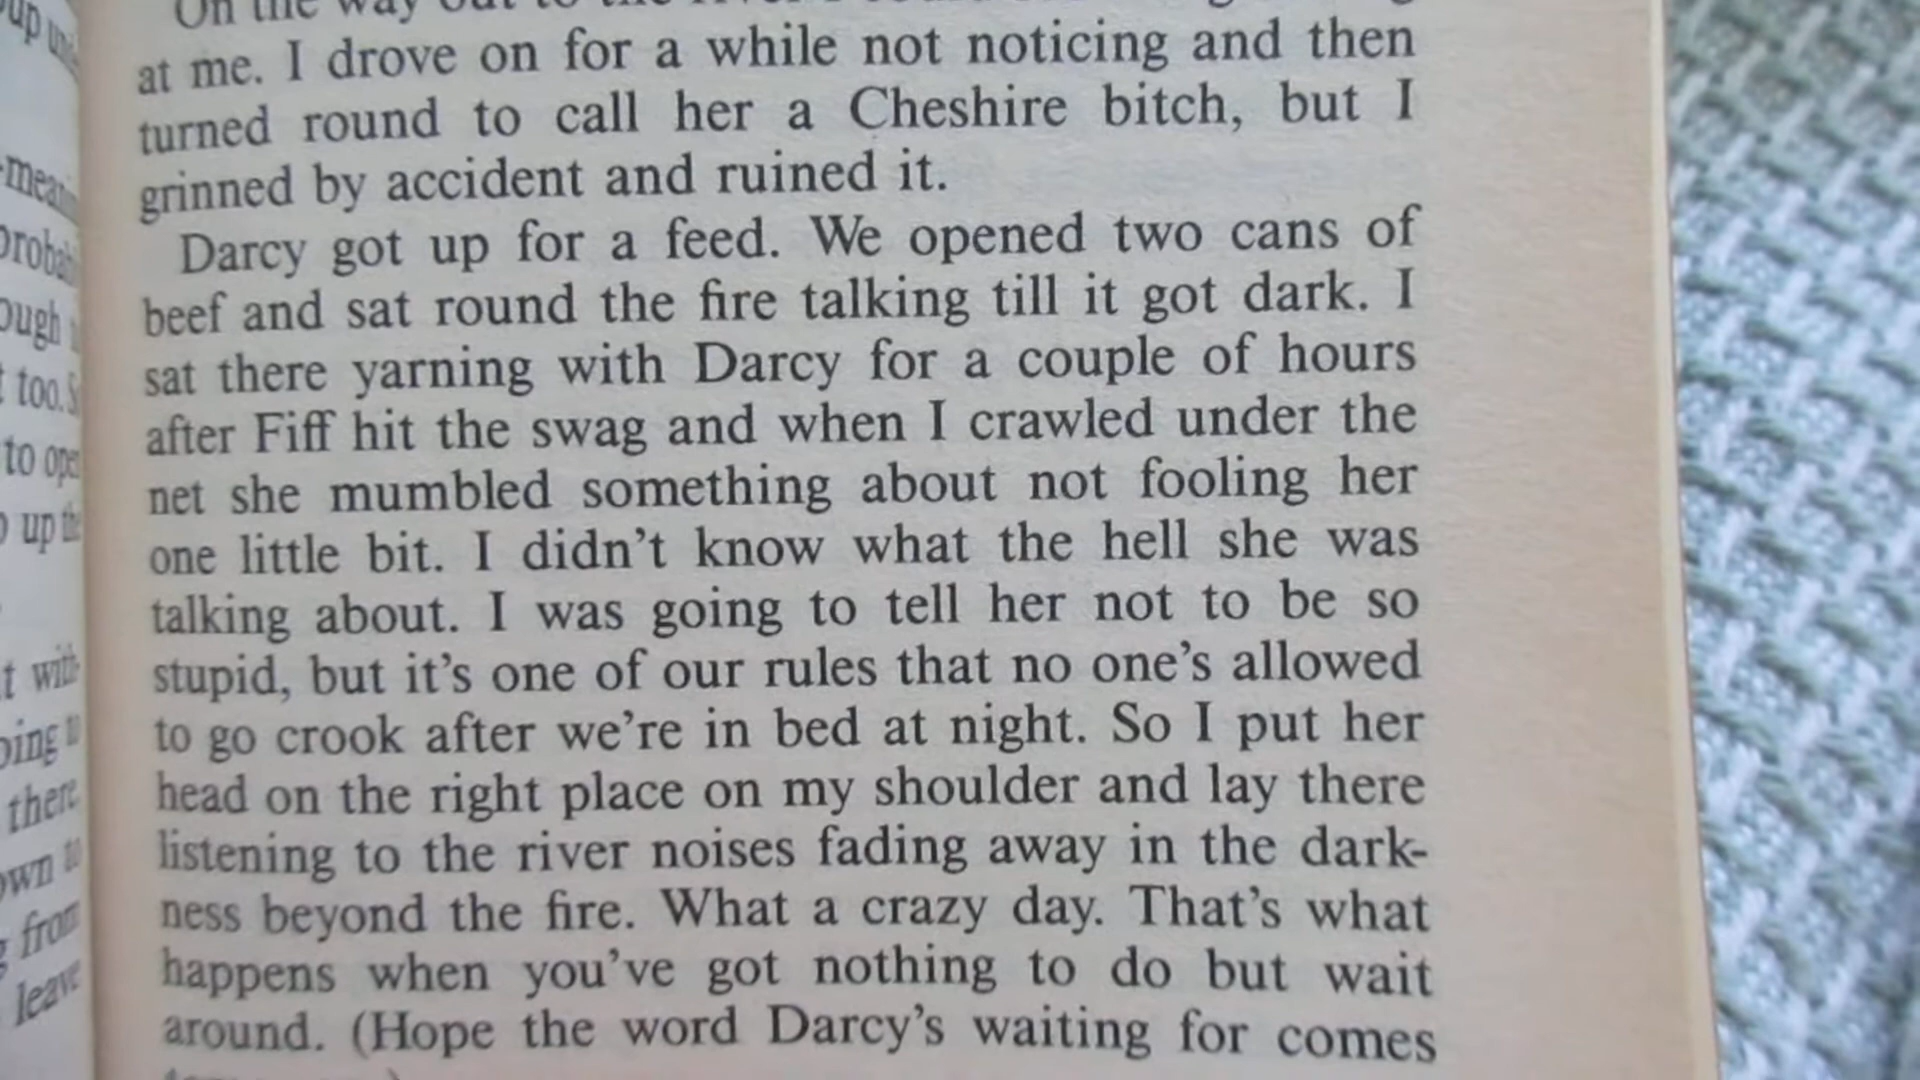 On the way out to the river I
at me. I drove on for a while not noticing and then
turned round to call her a Cheshire bitch, but I
grinned by accident and ruined it.
Darcy got up for a feed. We opened two cans of
beef and sat round the fire talking till it got dark. I
sat there yarning with Darcy for a couple of hours
after Fiff hit the swag and when I crawled under the
net she mumbled something about not fooling her
one little bit. I didn't know what the hell she was
talking about. I was going to tell her not to be so
stupid, but it's one of our rules that no one's allowed
to go crook after we're in bed at night. So I put her
head on the right place on my shoulder and lay there
listening to the river noises fading away in the dark-
ness beyond the fire. What a crazy day. That's what
happens when you've got nothing to do but wait
around. (Hope the word Darcy's waiting for comes